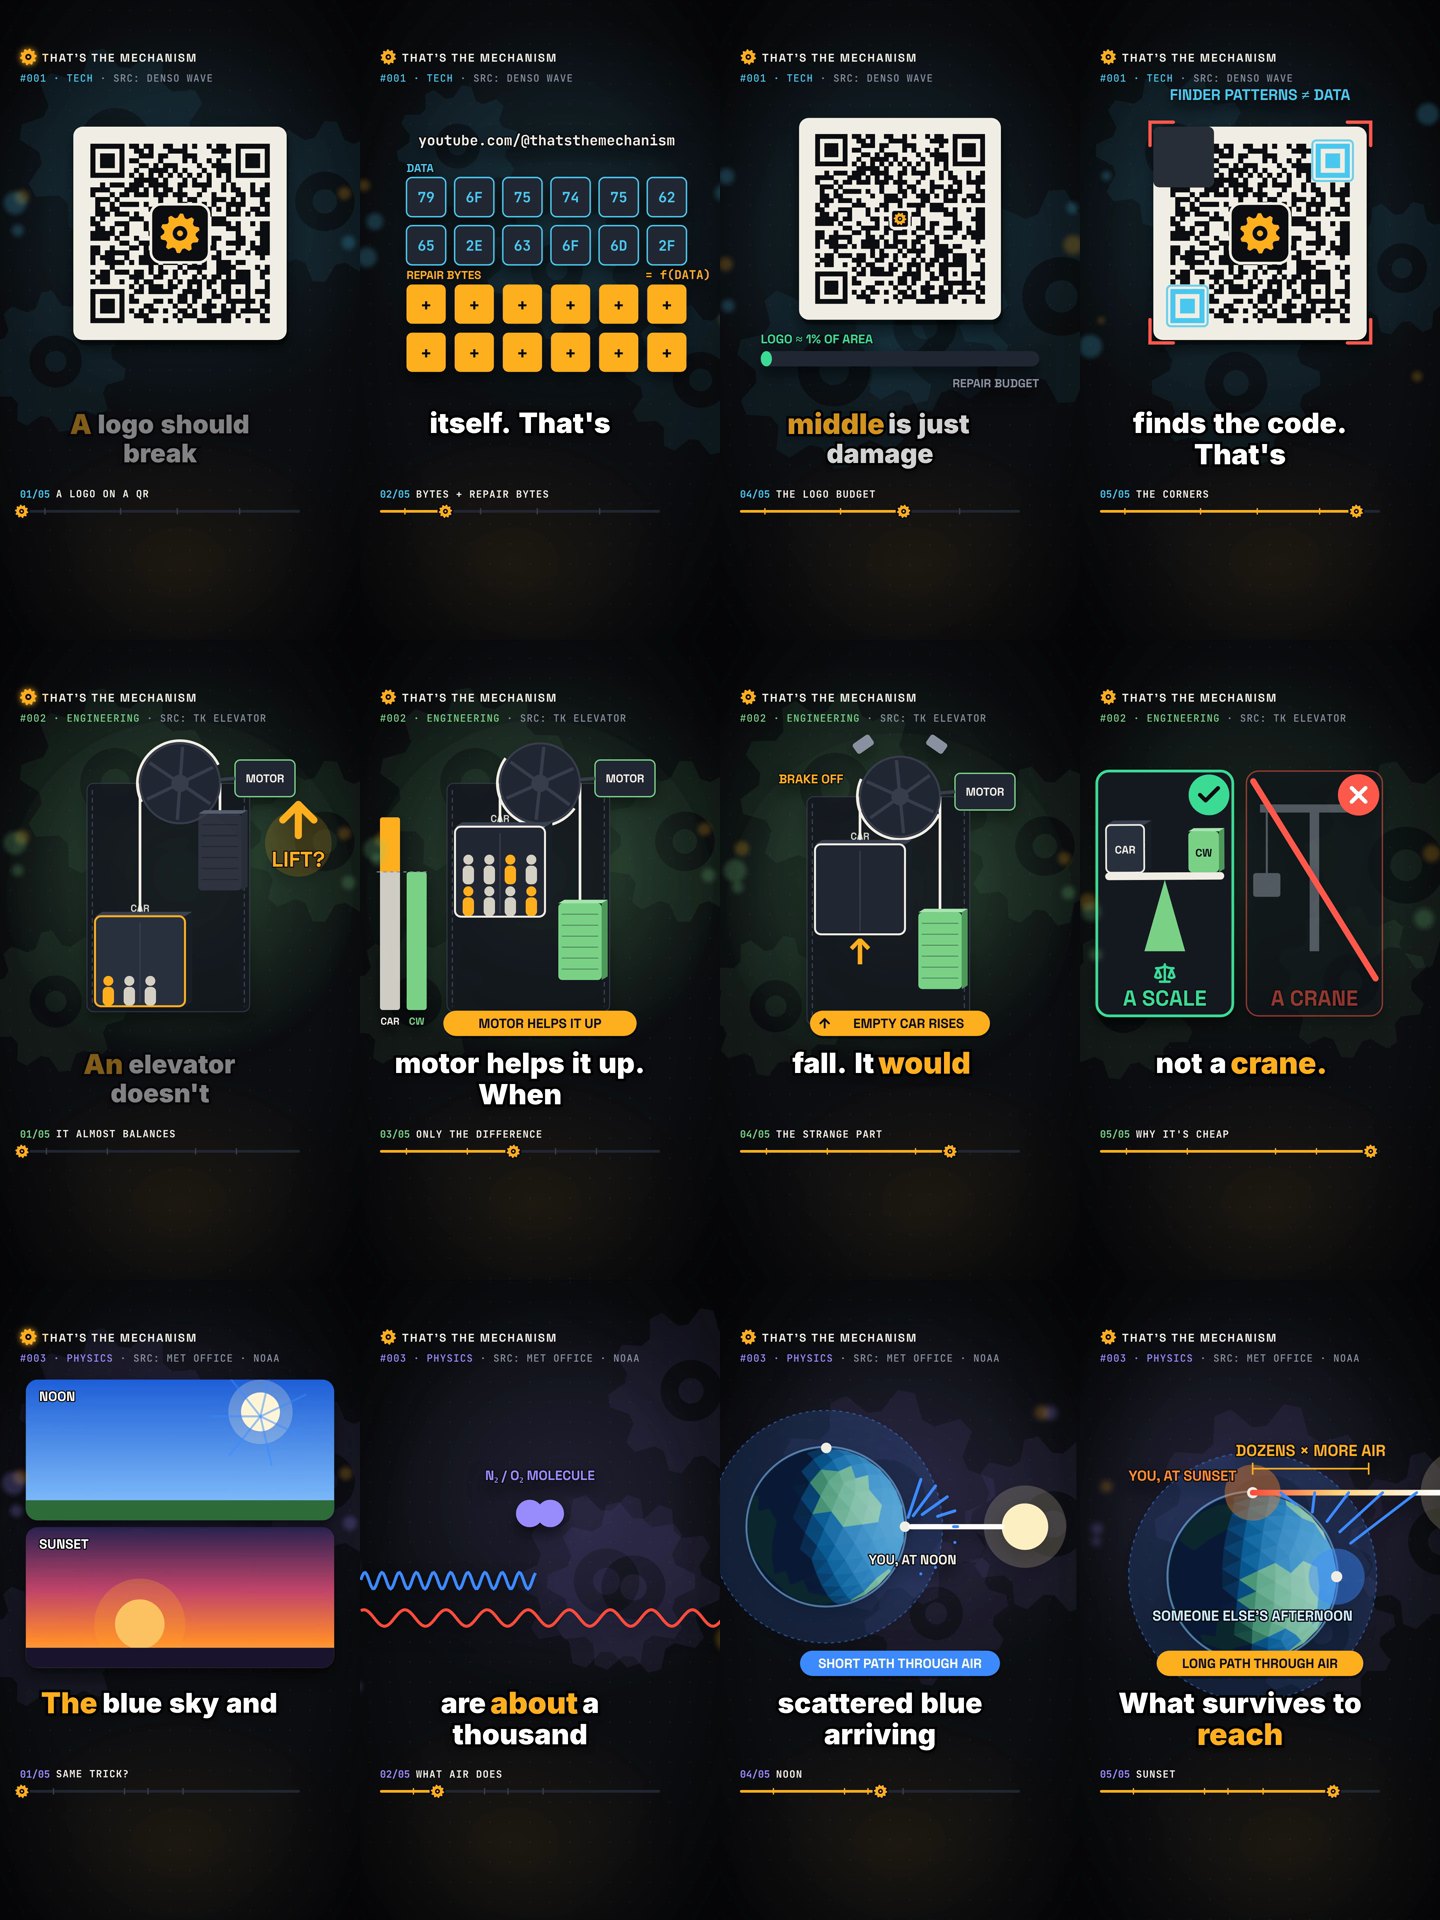 THAT'S THE MECHANISM
#001 · TECH · SRC: DENSO WAVE
A logo should
break
01/05 A LOGO ON A QR
THAT'S THE MECHANISM
#001 · TECH · SRC: DENSO WAVE
youtube.com/@thatsthemechanism
DATA
79 6F 75 74 75 62
65 2E 63 6F 6D 2F
REPAIR BYTES = f(DATA)
+ + + + + +
+ + + + + +
itself. That's
02/05 BYTES + REPAIR BYTES
THAT'S THE MECHANISM
#001 · TECH · SRC: DENSO WAVE
LOGO ≈ 1% OF AREA
REPAIR BUDGET
middle is just
damage
04/05 THE LOGO BUDGET
THAT'S THE MECHANISM
#001 · TECH · SRC: DENSO WAVE
FINDER PATTERNS ≠ DATA
finds the code.
That's
05/05 THE CORNERS
THAT'S THE MECHANISM
#002 · ENGINEERING · SRC: TK ELEVATOR
MOTOR
LIFT?
CAR
An elevator
doesn't
01/05 IT ALMOST BALANCES
THAT'S THE MECHANISM
#002 · ENGINEERING · SRC: TK ELEVATOR
MOTOR
CAR
CAR CW
MOTOR HELPS IT UP
motor helps it up.
When
03/05 ONLY THE DIFFERENCE
THAT'S THE MECHANISM
#002 · ENGINEERING · SRC: TK ELEVATOR
BRAKE OFF
MOTOR
CAR
↑ EMPTY CAR RISES
fall. It would
04/05 THE STRANGE PART
THAT'S THE MECHANISM
#002 · ENGINEERING · SRC: TK ELEVATOR
CAR CW
A SCALE
A CRANE
not a crane.
05/05 WHY IT'S CHEAP
THAT'S THE MECHANISM
#003 · PHYSICS · SRC: MET OFFICE · NOAA
NOON
SUNSET
The blue sky and
01/05 SAME TRICK?
THAT'S THE MECHANISM
#003 · PHYSICS · SRC: MET OFFICE · NOAA
N₂ / O₂ MOLECULE
are about a
thousand
02/05 WHAT AIR DOES
THAT'S THE MECHANISM
#003 · PHYSICS · SRC: MET OFFICE · NOAA
YOU, AT NOON
SHORT PATH THROUGH AIR
scattered blue
arriving
04/05 NOON
THAT'S THE MECHANISM
#003 · PHYSICS · SRC: MET OFFICE · NOAA
DOZENS × MORE AIR
YOU, AT SUNSET
SOMEONE ELSE'S AFTERNOON
LONG PATH THROUGH AIR
What survives to
reach
05/05 SUNSET